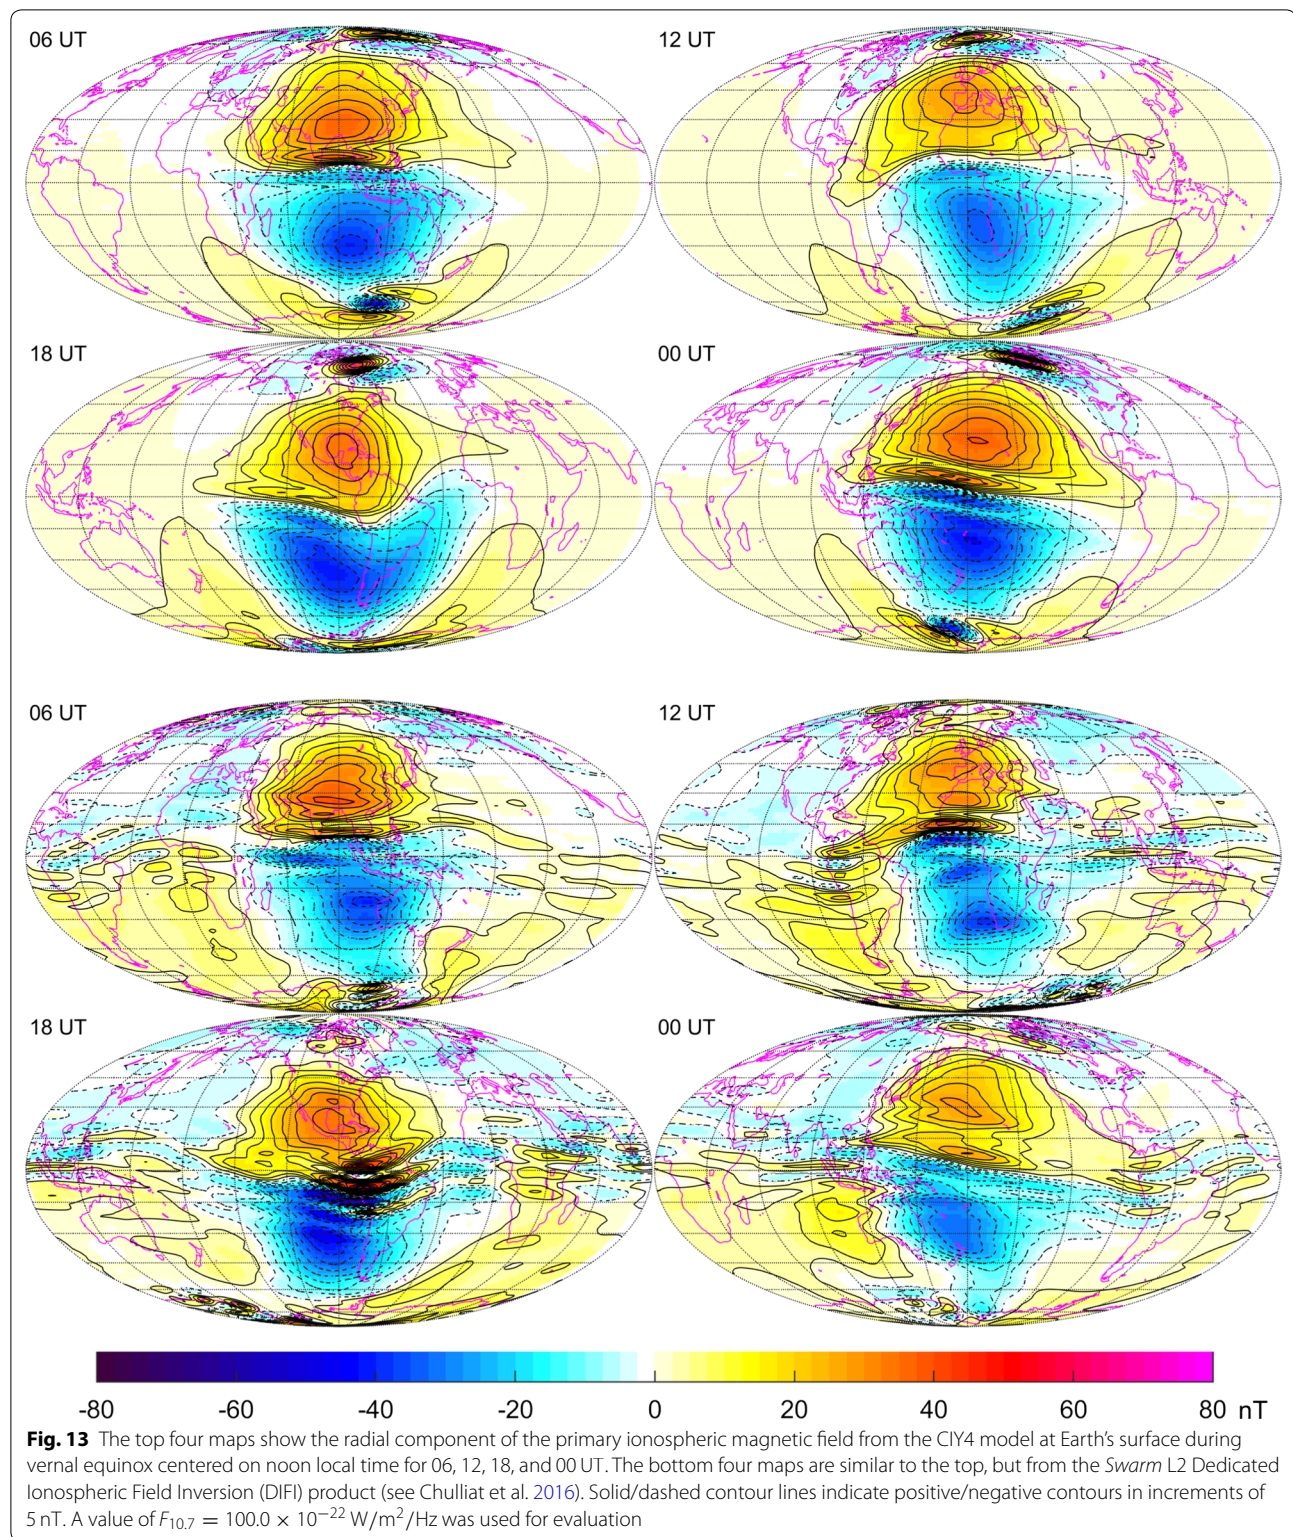 06 UT
12 UT
18 UT
00 UT
06 UT
12 UT
18 UT
00 UT
-80 -60 -40 -20 0 20 40 60 80 nT
Fig. 13 The top four maps show the radial component of the primary ionospheric magnetic field from the CIY4 model at Earth's surface during
vernal equinox centered on noon local time for 06, 12, 18, and 00 UT. The bottom four maps are similar to the top, but from the Swarm L2 Dedicated
Ionospheric Field Inversion (DIFI) product (see Chulliat et al. 2016). Solid/dashed contour lines indicate positive/negative contours in increments of
5 nT. A value of F10.7 = 100.0 × 10⁻²² W/m²/Hz was used for evaluation